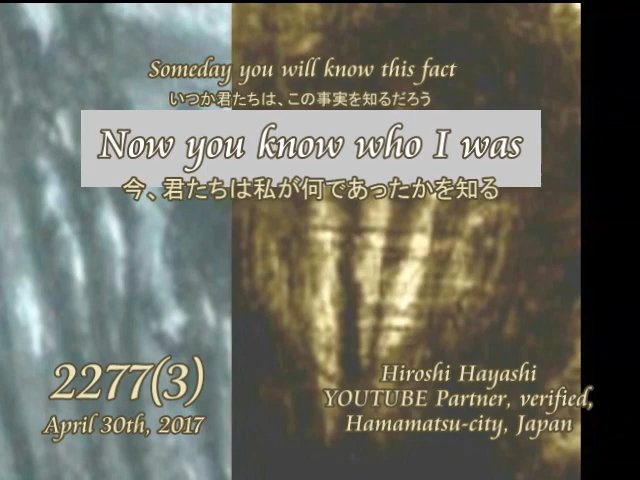 Someday you will know this fact
いつか君たちは、この事実を知るだろう
Now you know who I was
今、君たちは私が何であったかを知る
2277(3)
April 30th, 2017
Hiroshi Hayashi
YOUTUBE Partner, verified,
Hamamatsu-city, Japan